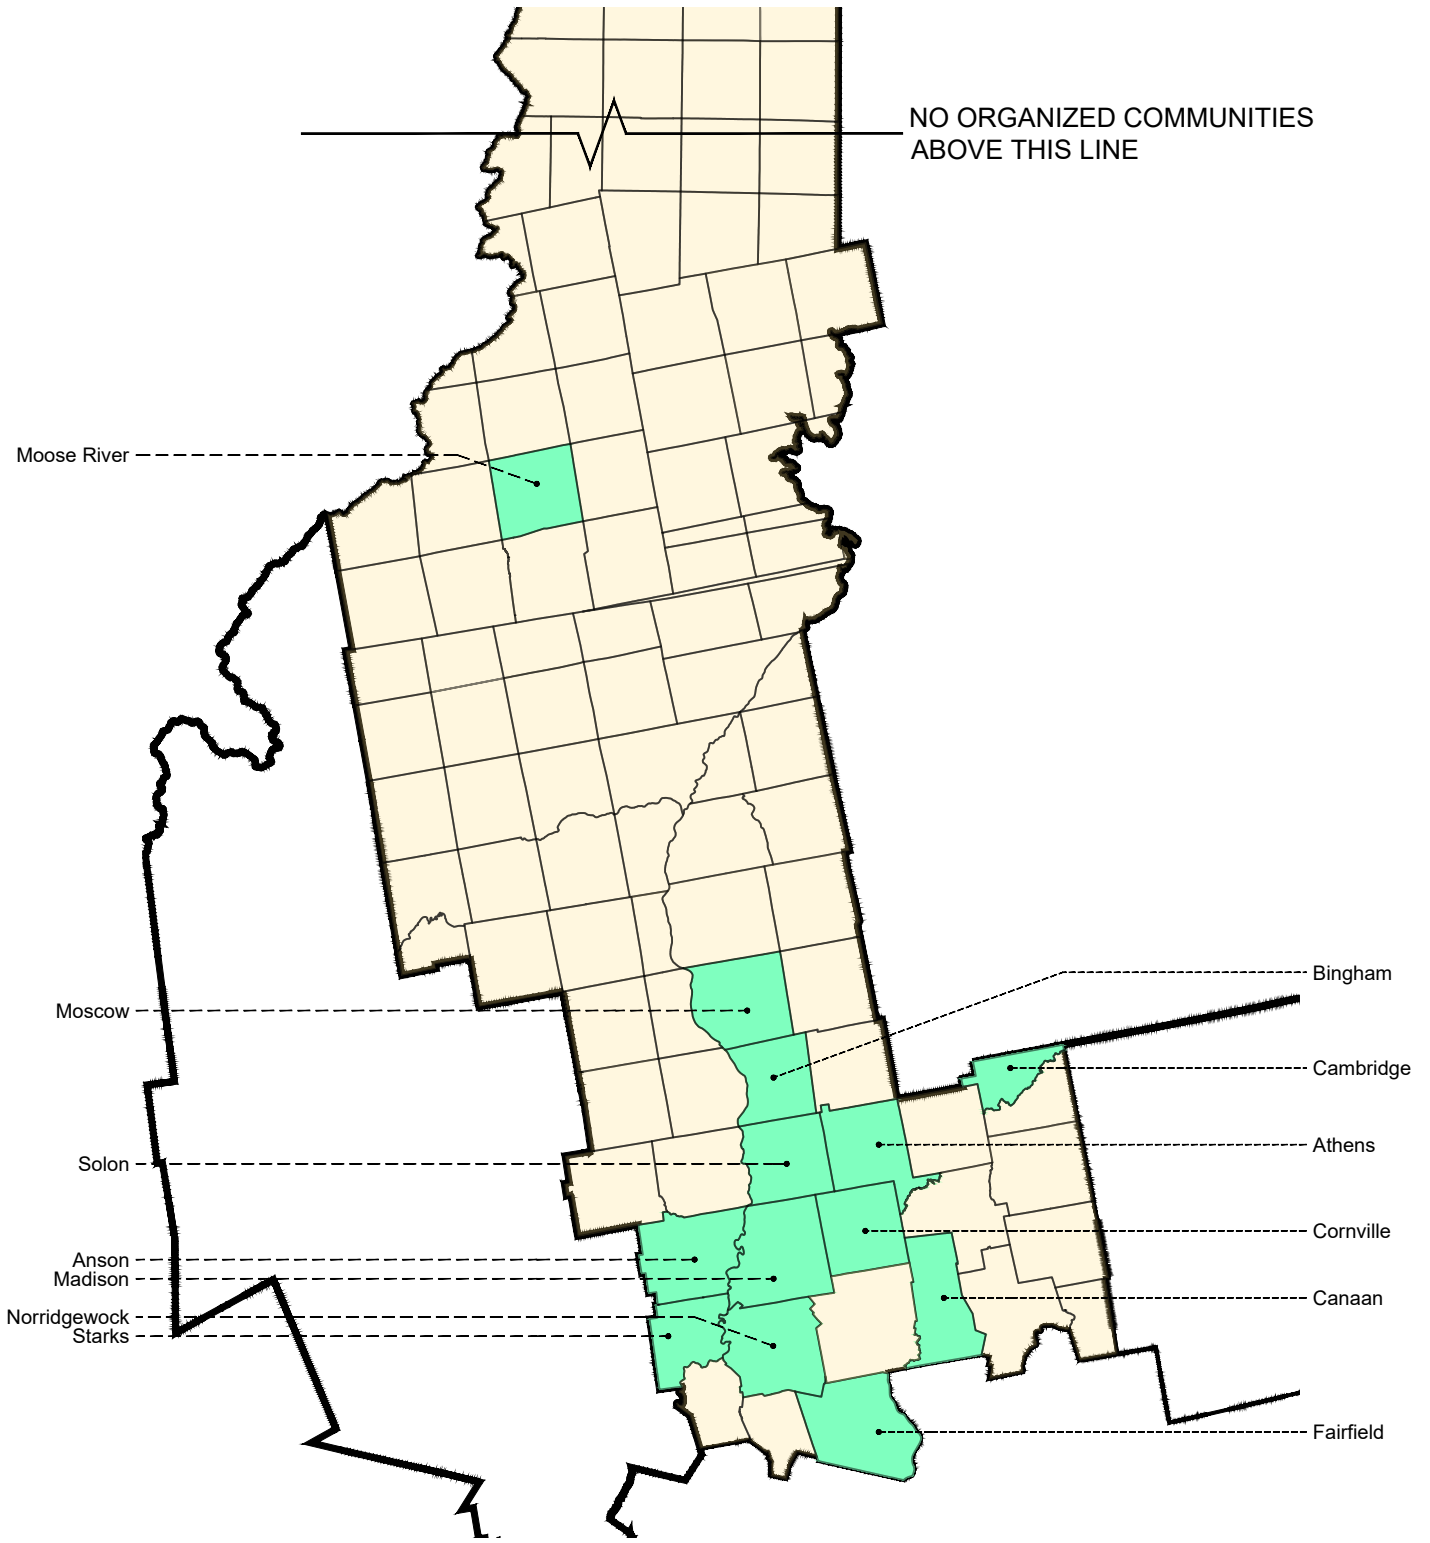 NO ORGANIZED COMMUNITIES
ABOVE THIS LINE
Moose River
Bingham
Moscow
Cambridge
Athens
Solon
Cornville
Anson
Madison
Canaan
Norridgewock
Starks
Fairfield